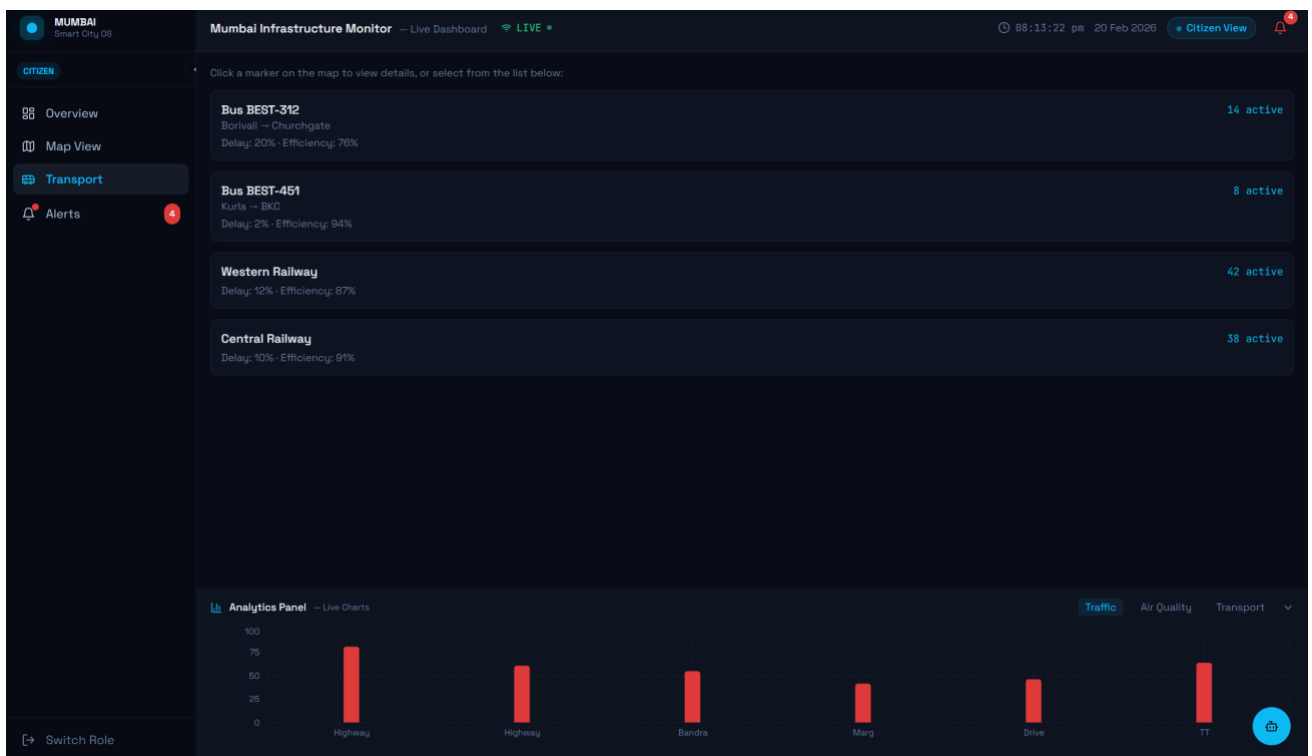 MUMBAI
Smart City OS
Mumbai Infrastructure Monitor — Live Dashboard LIVE
08:13:22 pm 20 Feb 2026 Citizen View 4
CITIZEN
Click a marker on the map to view details, or select from the list below:
Overview
Map View
Transport
Alerts 4
Bus BEST-312 14 active
Borivali → Churchgate
Delay: 20% · Efficiency: 76%
Bus BEST-451 8 active
Kurla → BKC
Delay: 2% · Efficiency: 94%
Western Railway 42 active
Delay: 12% · Efficiency: 87%
Central Railway 38 active
Delay: 10% · Efficiency: 91%
Analytics Panel — Live Charts Traffic Air Quality Transport
100
75
50
25
0
Highway Highway Bandra Marg Drive TT
Switch Role